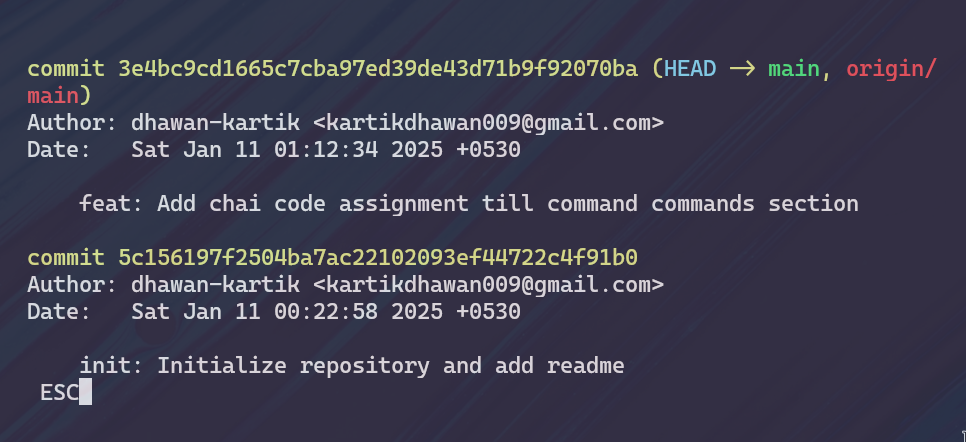 commit 3e4bc9cd1665c7cba97ed39de43d71b9f92070ba (HEAD -> main, origin/
main)
Author: dhawan-kartik <kartikdhawan009@gmail.com>
Date:   Sat Jan 11 01:12:34 2025 +0530

    feat: Add chai code assignment till command commands section

commit 5c156197f2504ba7ac22102093ef44722c4f91b0
Author: dhawan-kartik <kartikdhawan009@gmail.com>
Date:   Sat Jan 11 00:22:58 2025 +0530

    init: Initialize repository and add readme
 ESC